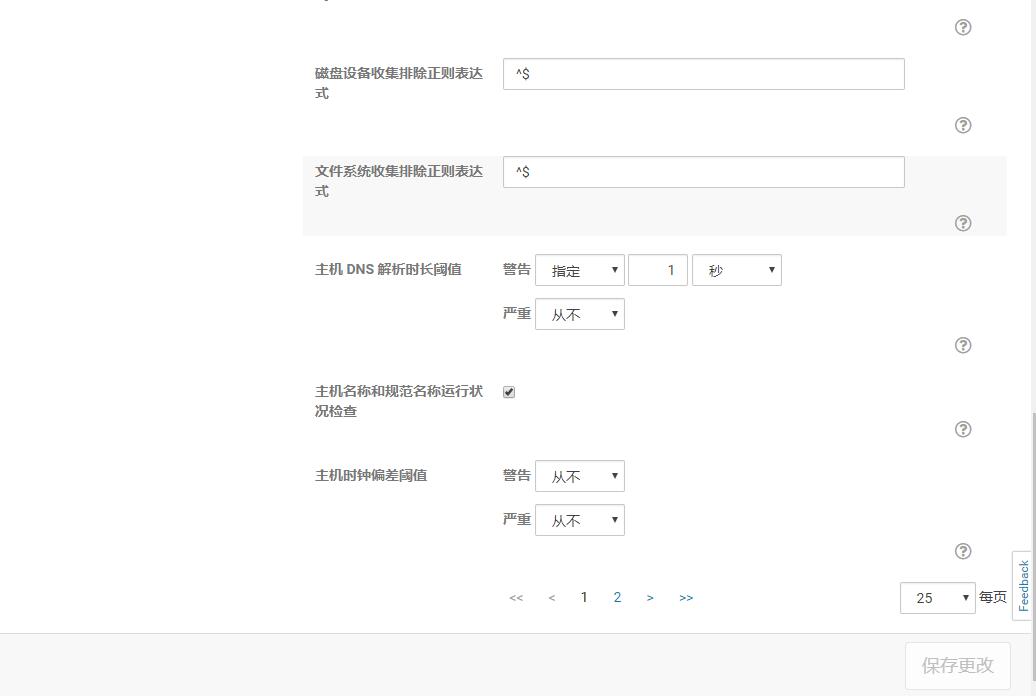 磁盘设备收集排除正则表达
式
^$
文件系统收集排除正则表达
式
^$
主机 DNS 解析时长阈值
警告 指定 1 秒
严重 从不
主机名称和规范名称运行状
况检查
主机时钟偏差阈值
警告 从不
严重 从不
<< < 1 2 > >>
25 每页
Feedback
保存更改